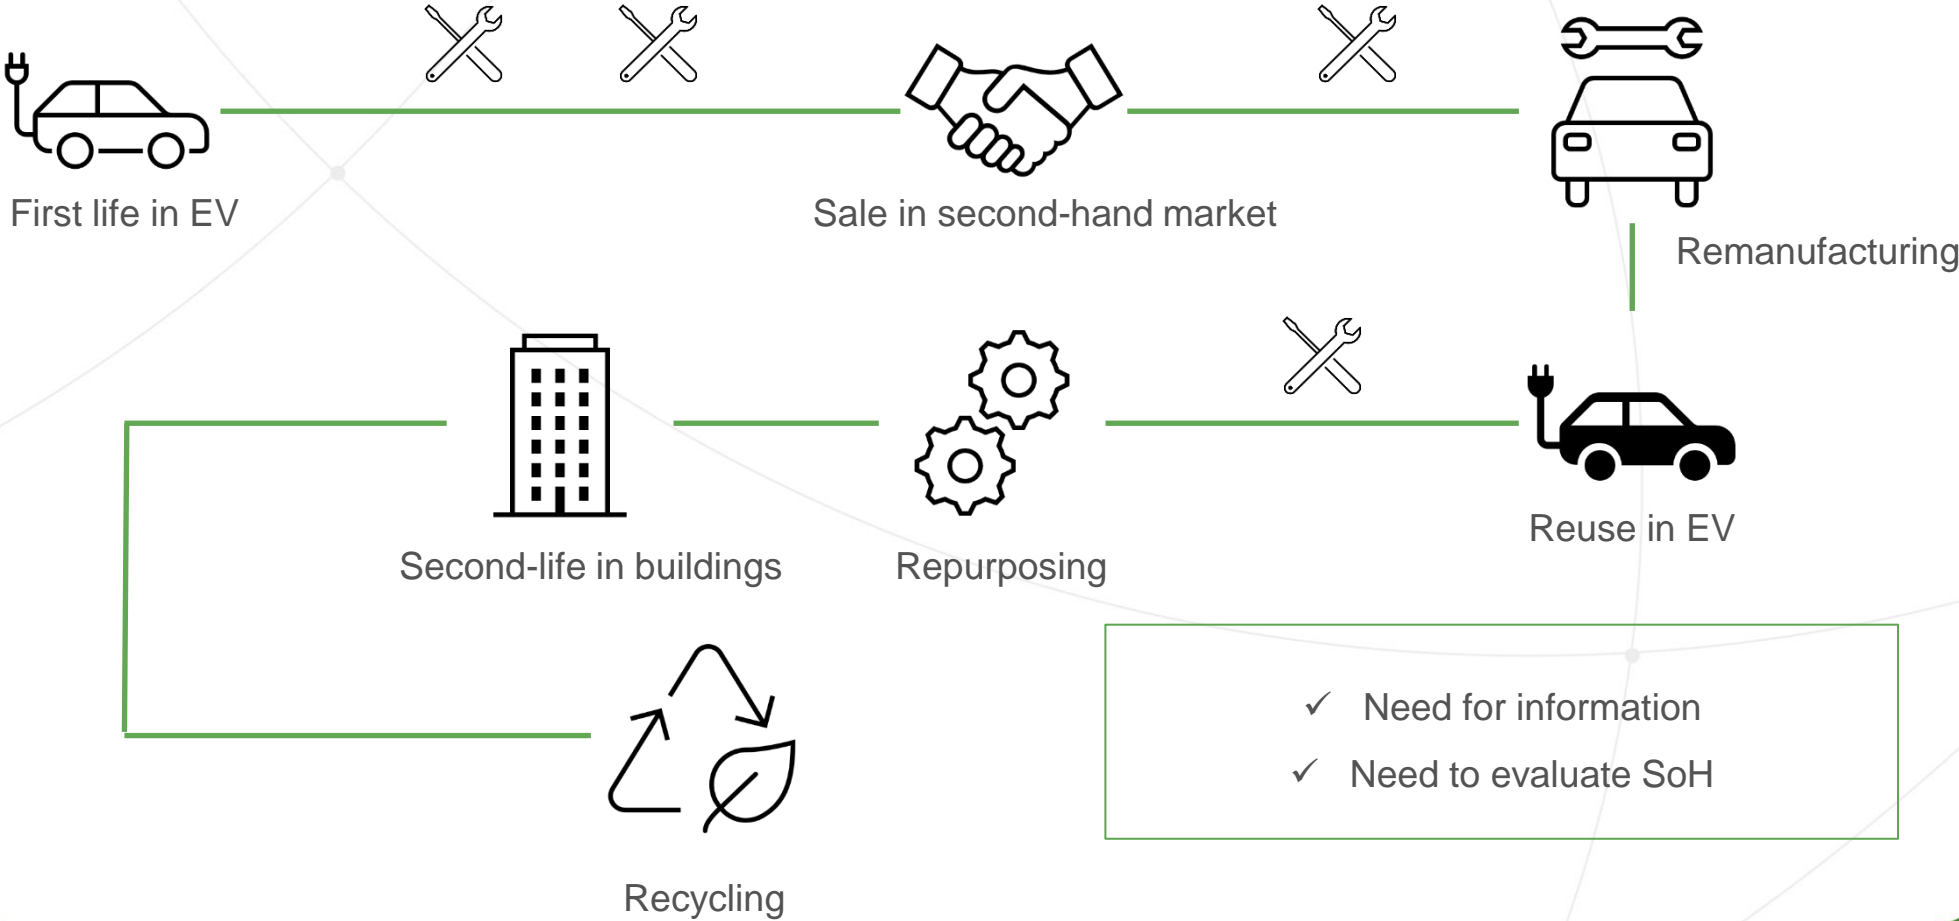 First life in EV
Sale in second-hand market
Remanufacturing
Second-life in buildings
Repurposing
Reuse in EV
✓ Need for information
✓ Need to evaluate SoH
Recycling